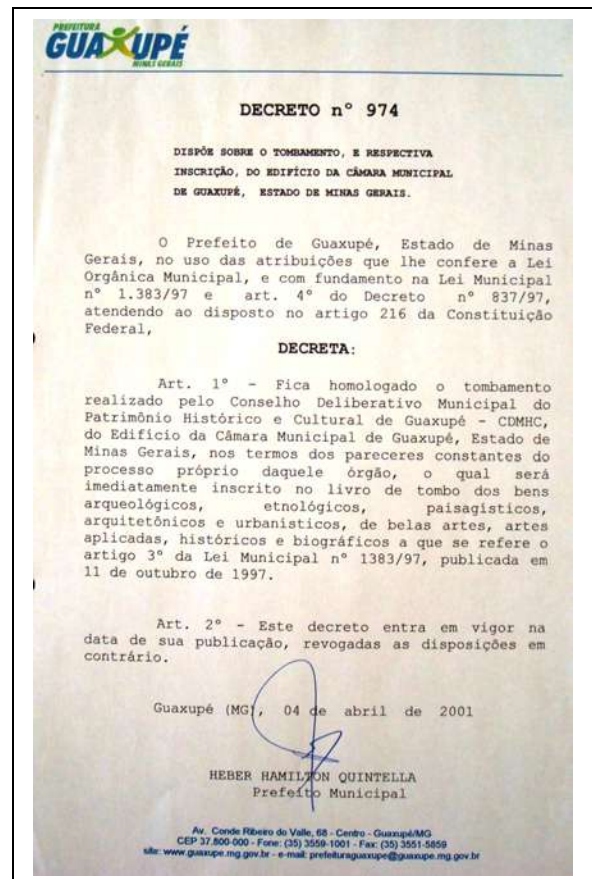 PREFEITURA
GUAXUPÉ
MINAS GERAIS
DECRETO nº 974
DISPÕE SOBRE O TOMBAMENTO, E RESPECTIVA
INSCRIÇÃO, DO EDIFÍCIO DA CÂMARA MUNICIPAL
DE GUAXUPÉ, ESTADO DE MINAS GERAIS.
O Prefeito de Guaxupé, Estado de Minas
Gerais, no uso das atribuições que lhe confere a Lei
Orgânica Municipal, e com fundamento na Lei Municipal
nº 1.383/97 e art. 4º do Decreto nº 837/97,
atendendo ao disposto no artigo 216 da Constituição
Federal,
DECRETA:
Art. 1º - Fica homologado o tombamento
realizado pelo Conselho Deliberativo Municipal do
Patrimônio Histórico e Cultural de Guaxupé - CDMHC,
do Edifício da Câmara Municipal de Guaxupé, Estado de
Minas Gerais, nos termos dos pareceres constantes do
processo próprio daquele órgão, o qual será
imediatamente inscrito no livro de tombo dos bens
arqueológicos, etnológicos, paisagísticos,
arquitetônicos e urbanísticos, de belas artes, artes
aplicadas, históricos e biográficos a que se refere o
artigo 3º da Lei Municipal nº 1383/97, publicada em
11 de outubro de 1997.
Art. 2º - Este decreto entra em vigor na
data de sua publicação, revogadas as disposições em
contrário.
Guaxupé (MG), 04 de abril de 2001
HEBER HAMILTON QUINTELLA
Prefeito Municipal
Av. Conde Ribeiro do Valle, 68 - Centro - Guaxupé/MG
CEP 37.800-000 - Fone: (35) 3559-1001 - Fax: (35) 3551-5859
site: www.guaxupe.mg.gov.br - e-mail: prefeituraguaxupe@guaxupe.mg.gov.br